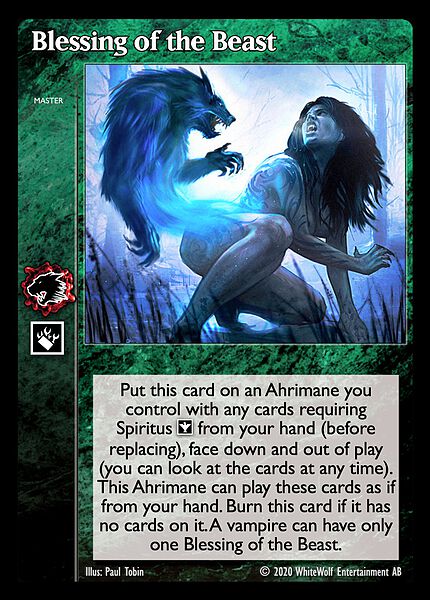 Blessing of the Beast
MASTER
Put this card on an Ahrimane you
control with any cards requiring
Spiritus from your hand (before
replacing), face down and out of play
(you can look at the cards at any time).
This Ahrimane can play these cards as if
from your hand. Burn this card if it has
no cards on it. A vampire can have only
one Blessing of the Beast.
Illus: Paul Tobin © 2020 WhiteWolf Entertainment AB